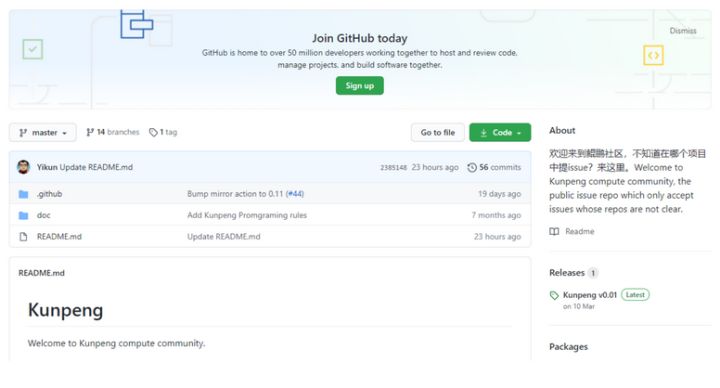 Join GitHub today
Dismiss
GitHub is home to over 50 million developers working together to host and review code,
manage projects, and build software together.
Sign up
master
14 branches
1 tag
Go to file
Code
Yikun Update README.md
2385148 23 hours ago
56 commits
.github
Bump mirror action to 0.11 (#44)
19 days ago
doc
Add Kunpeng Promgraming rules
7 months ago
README.md
Update README.md
23 hours ago
README.md
Kunpeng
Welcome to Kunpeng compute community.
About
欢迎来到鲲鹏社区，不知道在哪个项目
中提issue？来这里。Welcome to
Kunpeng compute community, the
public issue repo which only accept
issues whose repos are not clear.
Readme
Releases 1
Kunpeng v0.01 Latest
on 10 Mar
Packages